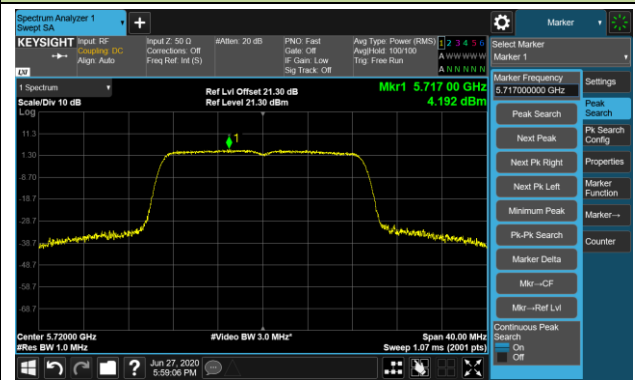 Spectrum Analyzer 1
Swept SA
+
Marker
KEYSIGHT
Input: RF
Coupling: DC
Align: Auto
Input Z: 50 Ω
Corrections: Off
Freq Ref: Int (S)
#Atten: 20 dB
PNO: Fast
Gate: Off
IF Gain: Low
Sig Track: Off
Avg Type: Power (RMS)
Avg|Hold: 100/100
Trig: Free Run
1 2 3 4 5 6
A W W W W W
A N N N N N
LXI
Select Marker
Marker 1
1 Spectrum
Scale/Div 10 dB
Log
Ref Lvl Offset 21.30 dB
Ref Level 21.30 dBm
Mkr1 5.717 00 GHz
4.192 dBm
11.3
1.30
-8.70
-18.7
-28.7
-38.7
-48.7
-58.7
-68.7
1
Center 5.72000 GHz
#Res BW 1.0 MHz
#Video BW 3.0 MHz*
Span 40.00 MHz
Sweep 1.07 ms (2001 pts)
Marker Frequency
5.717000000 GHz
Peak Search
Next Peak
Next Pk Right
Next Pk Left
Minimum Peak
Pk-Pk Search
Marker Delta
Mkr→CF
Mkr→Ref Lvl
Continuous Peak
Search
On
Off
Settings
Peak
Search
Pk Search
Config
Properties
Marker
Function
Marker→
Counter
?
Jun 27, 2020
5:59:06 PM